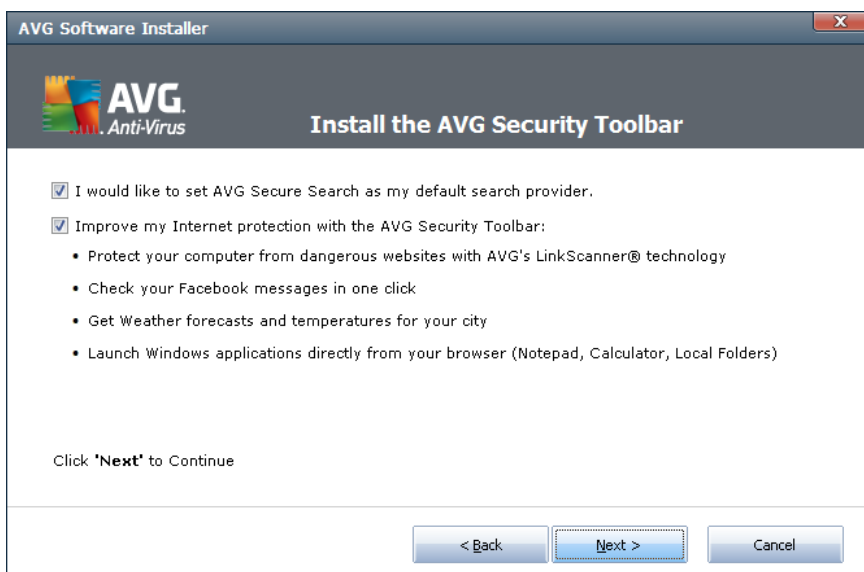 AVG Software Installer
X
AVG.
Anti-Virus
Install the AVG Security Toolbar
I would like to set AVG Secure Search as my default search provider.
Improve my Internet protection with the AVG Security Toolbar:
• Protect your computer from dangerous websites with AVG's LinkScanner® technology
• Check your Facebook messages in one click
• Get Weather forecasts and temperatures for your city
• Launch Windows applications directly from your browser (Notepad, Calculator, Local Folders)
Click 'Next' to Continue
< Back
Next >
Cancel